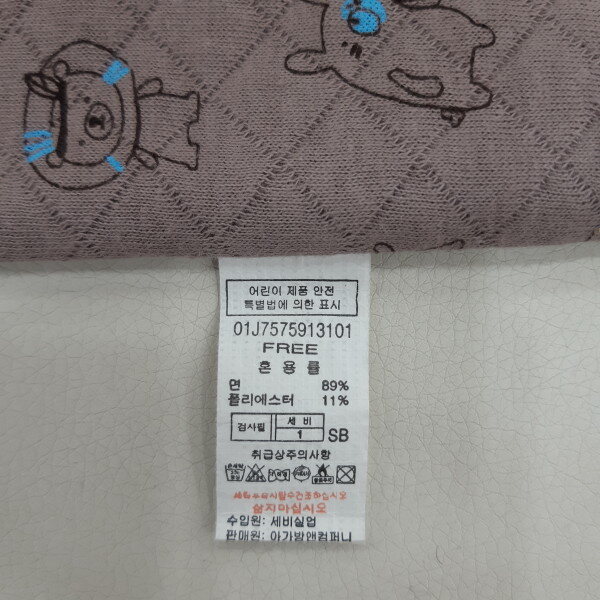 어린이 제품 안전
특별법에 의한 표시
01J7575913101
FREE
혼 용 률
면 89%
폴리에스터 11%
검사필 세 비 1 SB
취급상주의사항
삶지마십시오
수입원: 세비실업
판매원: 아가방앤컴퍼니